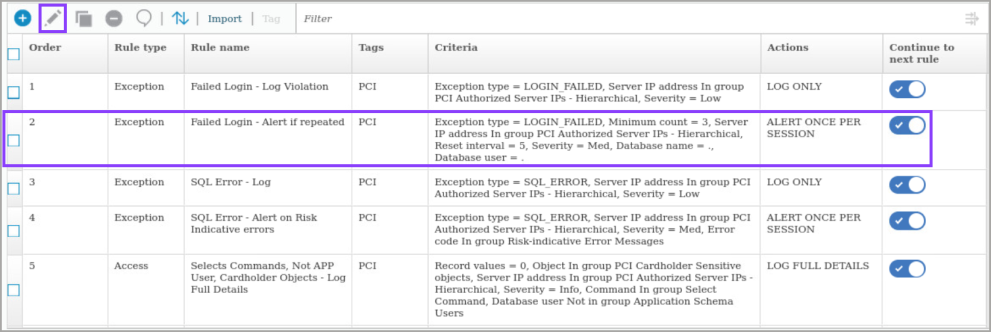 Import Tag Filter
Order Rule type Rule name Tags Criteria Actions Continue to
next rule
1 Exception Failed Login - Log Violation PCI Exception type = LOGIN_FAILED, Server IP address In group LOG ONLY
PCI Authorized Server IPs - Hierarchical, Severity = Low
2 Exception Failed Login - Alert if repeated PCI Exception type = LOGIN_FAILED, Minimum count = 3, Server ALERT ONCE PER
IP address In group PCI Authorized Server IPs - Hierarchical, SESSION
Reset interval = 5, Severity = Med, Database name = .,
Database user = .
3 Exception SQL Error - Log PCI Exception type = SQL_ERROR, Server IP address In group PCI LOG ONLY
Authorized Server IPs - Hierarchical, Severity = Low
4 Exception SQL Error - Alert on Risk PCI Exception type = SQL_ERROR, Server IP address In group PCI ALERT ONCE PER
Indicative errors Authorized Server IPs - Hierarchical, Severity = Med, Error SESSION
code In group Risk-indicative Error Messages
5 Access Selects Commands, Not APP PCI Record values = 0, Object In group PCI Cardholder Sensitive LOG FULL DETAILS
User, Cardholder Objects - Log objects, Server IP address In group PCI Authorized Server IPs -
Full Details Hierarchical, Severity = Info, Command In group Select
Command, Database user Not in group Application Schema
Users